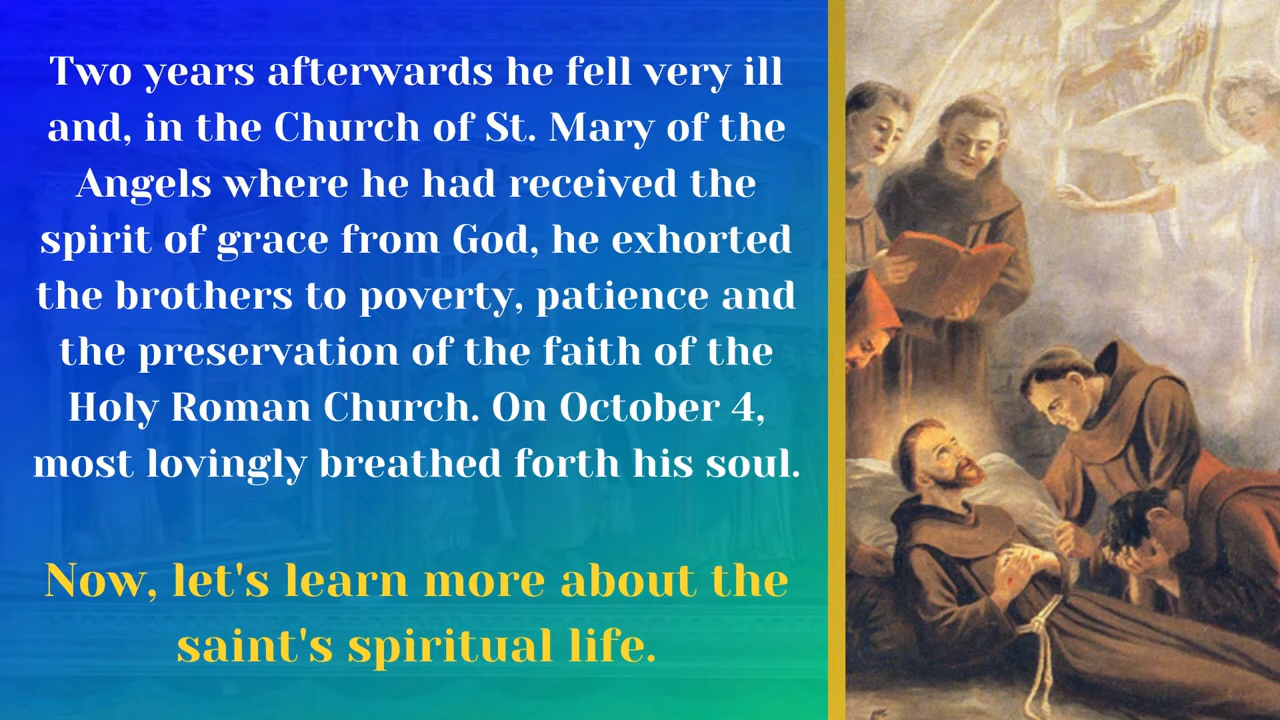 Two years afterwards he fell very ill
and, in the Church of St. Mary of the
Angels where he had received the
spirit of grace from God, he exhorted
the brothers to poverty, patience and
the preservation of the faith of the
Holy Roman Church. On October 4,
most lovingly breathed forth his soul.
Now, let's learn more about the
saint's spiritual life.